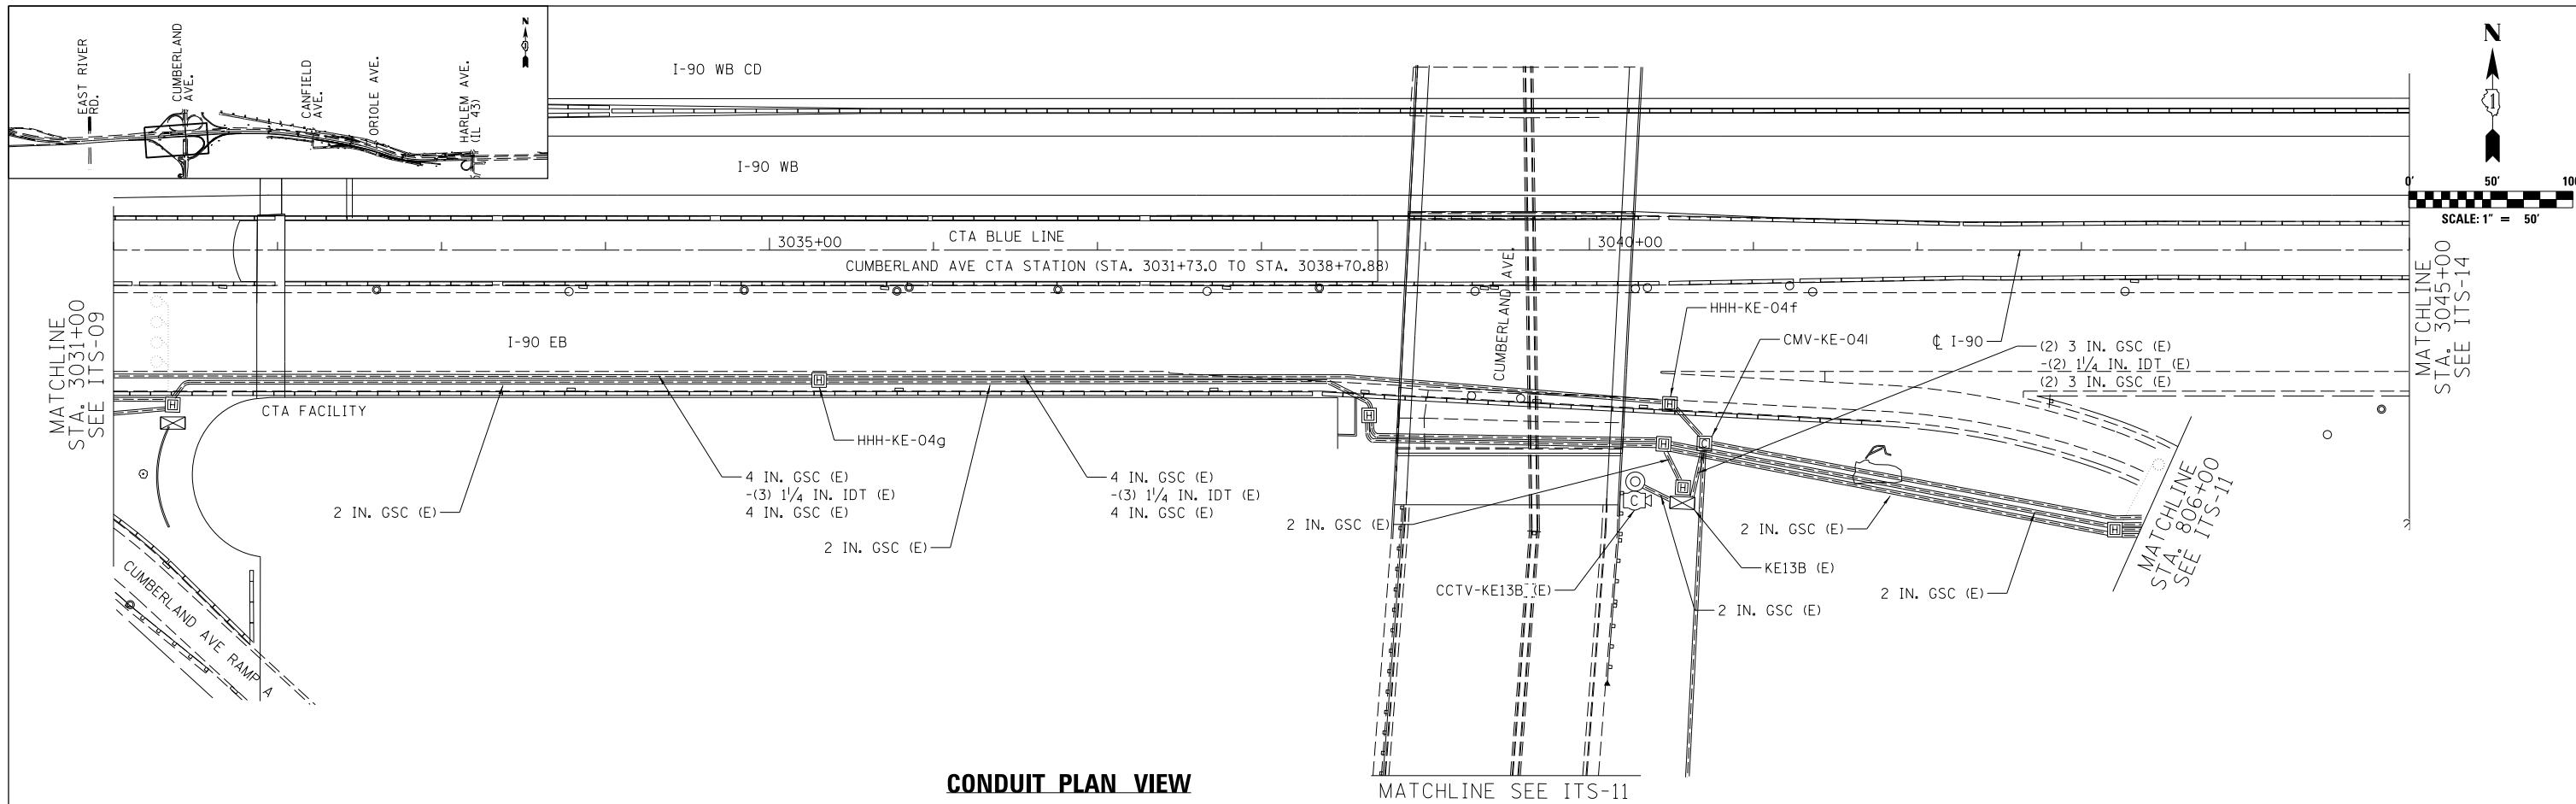 EAST RIVER
RD.
CUMBERLAND
AVE.
CANFIELD
AVE.
ORIOLE AVE.
HARLEM AVE.
(IL 43)
N
I-90 WB CD
I-90 WB
N
0'
50'
100
SCALE: 1" = 50'
CTA BLUE LINE
3035+00
3040+00
CUMBERLAND AVE CTA STATION (STA. 3031+73.0 TO STA. 3038+70.88)
CUMBERLAND AVE.
MATCHLINE
STA. 3031+00
SEE ITS-09
MATCHLINE
STA. 3045+00
SEE ITS-14
I-90 EB
HHH-KE-04f
CMV-KE-04l
℄ I-90
(2) 3 IN. GSC (E)
-(2) 1¼ IN. IDT (E)
(2) 3 IN. GSC (E)
H
H
H
H
H
H
H
C
C
CTA FACILITY
HHH-KE-04g
4 IN. GSC (E)
-(3) 1¼ IN. IDT (E)
4 IN. GSC (E)
4 IN. GSC (E)
-(3) 1¼ IN. IDT (E)
4 IN. GSC (E)
2 IN. GSC (E)
2 IN. GSC (E)
2 IN. GSC (E)
2 IN. GSC (E)
KE13B (E)
CCTV-KE13B (E)
2 IN. GSC (E)
2 IN. GSC (E)
MATCHLINE
STA. 806+00
SEE ITS-11
CUMBERLAND AVE RAMP A
CONDUIT PLAN VIEW
MATCHLINE SEE ITS-11